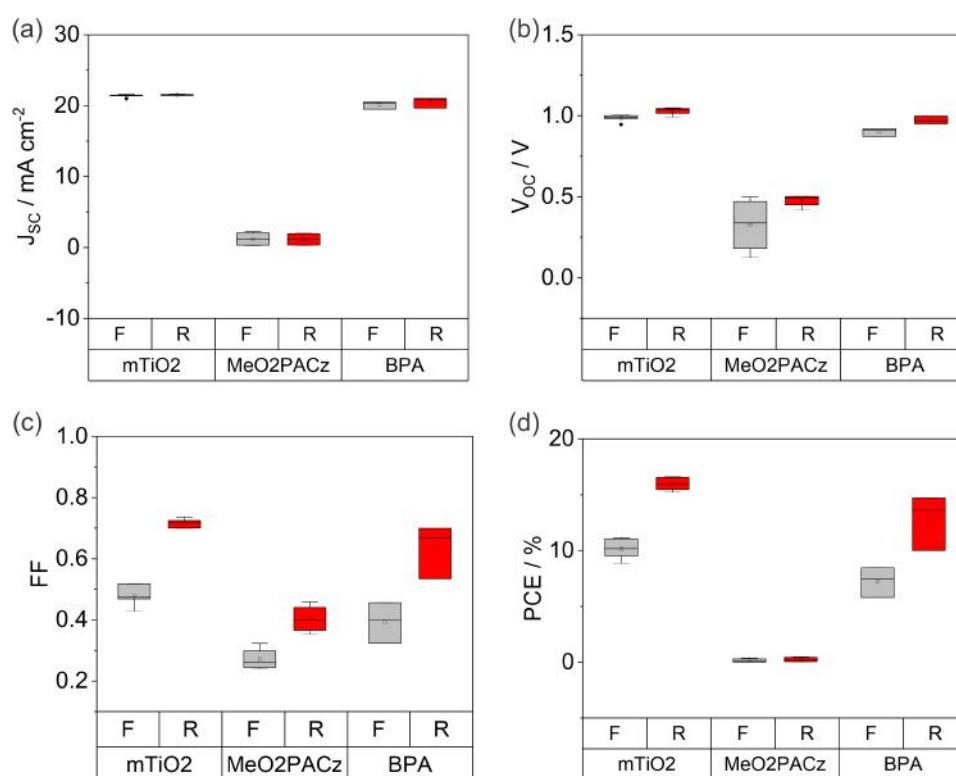 (a)
30
20
10
0
-10
J_SC / mA cm⁻²
F R F R F R
mTiO2 MeO2PACz BPA
(b)
1.5
1.0
0.5
0.0
V_OC / V
F R F R F R
mTiO2 MeO2PACz BPA
(c)
1.0
0.8
0.6
0.4
0.2
FF
F R F R F R
mTiO2 MeO2PACz BPA
(d)
20
10
0
PCE / %
F R F R F R
mTiO2 MeO2PACz BPA